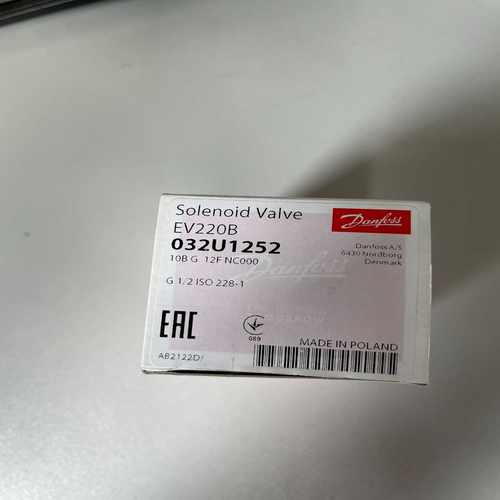 Solenoid Valve
EV220B
032U1252
10B G 12F NC000
G 1/2 ISO 228-1
Danfoss
Danfoss A/S
6430 Nordborg
Denmark
Danfoss
EAC
089
MADE IN POLAND
AB2122D/